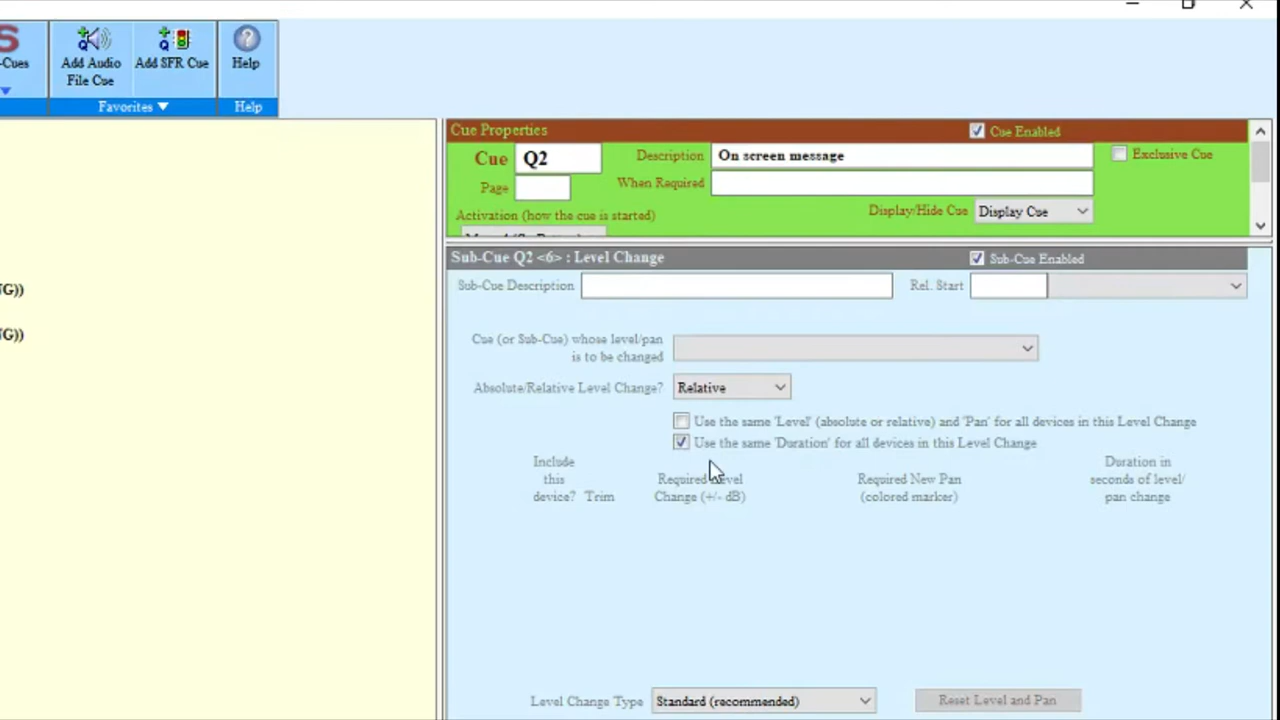 S
-Cues
Add Audio
File Cue
Add SFR Cue
Help
Favorites
Help
Cue Properties
Cue Enabled
Cue Q2
Description On screen message
Exclusive Cue
Page
When Required
Activation (how the cue is started)
Display/Hide Cue Display Cue
Sub-Cue Q2 <6> : Level Change
Sub-Cue Enabled
Sub-Cue Description
Rel. Start
G))
G))
Cue (or Sub-Cue) whose level/pan
is to be changed
Absolute/Relative Level Change? Relative
Use the same 'Level' (absolute or relative) and 'Pan' for all devices in this Level Change
Use the same 'Duration' for all devices in this Level Change
Include
this
device? Trim
Required Level
Change (+/- dB)
Required New Pan
(colored marker)
Duration in
seconds of level/
pan change
Level Change Type Standard (recommended)
Reset Level and Pan